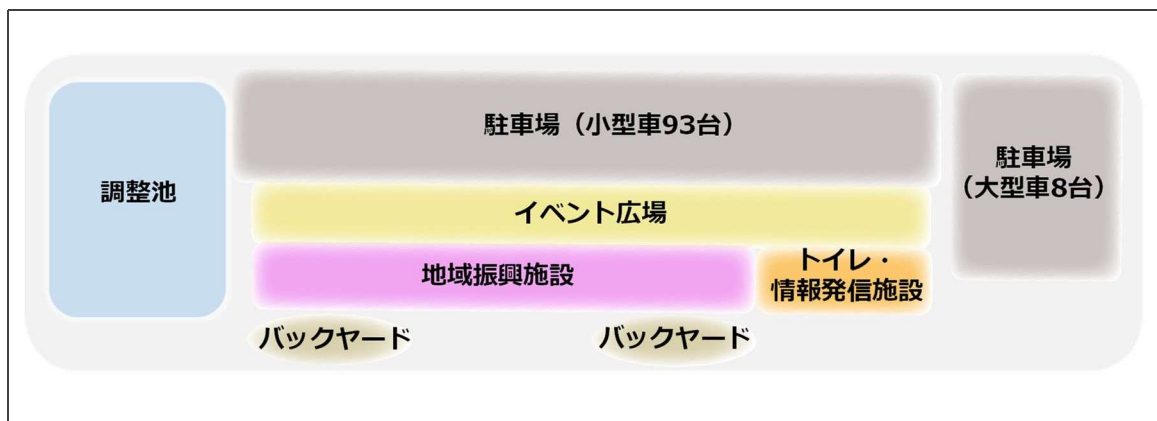 駐車場（小型車93台）
駐車場
（大型車8台）
調整池
イベント広場
地域振興施設
トイレ・
情報発信施設
バックヤード
バックヤード